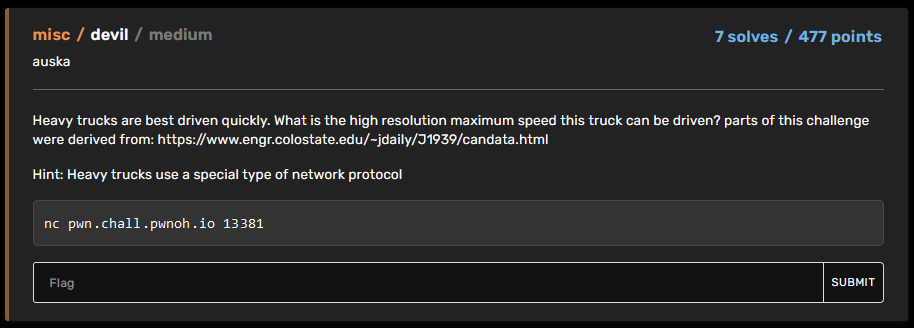 misc / devil / medium
7 solves / 477 points
auska
Heavy trucks are best driven quickly. What is the high resolution maximum speed this truck can be driven? parts of this challenge
were derived from: https://www.engr.colostate.edu/~jdaily/J1939/candata.html
Hint: Heavy trucks use a special type of network protocol
nc pwn.chall.pwnoh.io 13381
Flag
SUBMIT